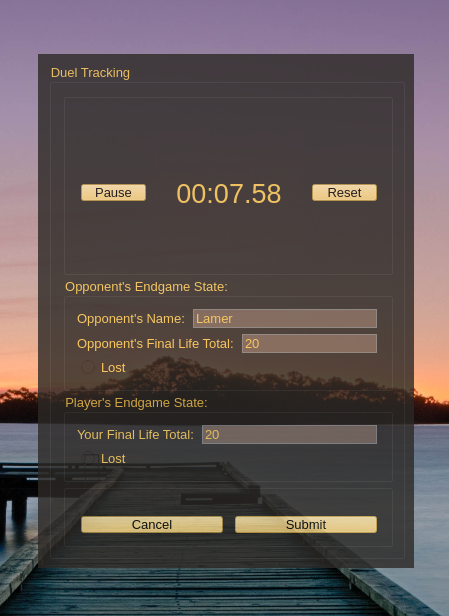 Duel Tracking
Pause 00:07.58 Reset
Opponent's Endgame State:
Opponent's Name: Lamer
Opponent's Final Life Total: 20
Lost
Player's Endgame State:
Your Final Life Total: 20
Lost
Cancel Submit